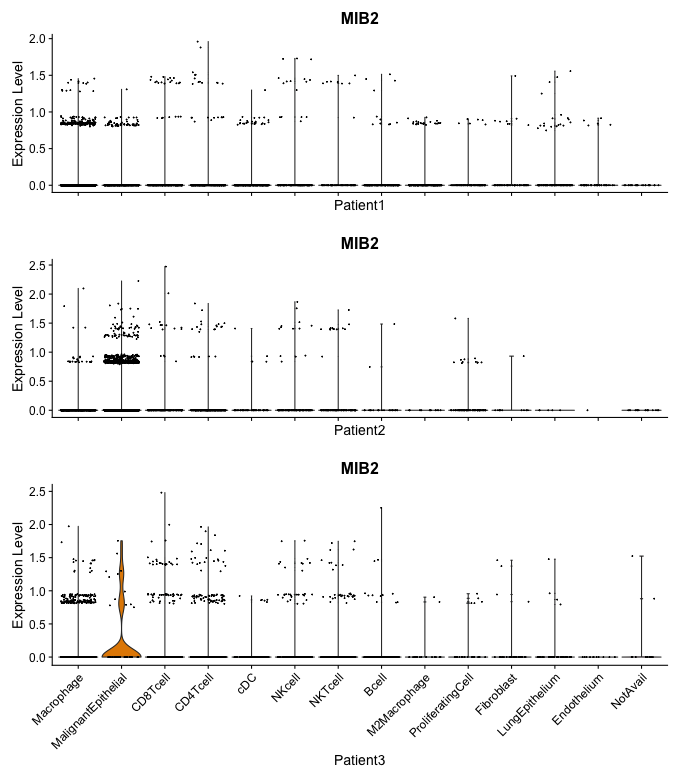 MIB2
Expression Level
2.0
1.5
1.0
0.5
0.0
Patient1
MIB2
Expression Level
2.5
2.0
1.5
1.0
0.5
0.0
Patient2
MIB2
Expression Level
2.5
2.0
1.5
1.0
0.5
0.0
Macrophage
MalignantEpithelial
CD8Tcell
CD4Tcell
cDC
NKcell
NKTcell
Bcell
M2Macrophage
ProliferatingCell
Fibroblast
LungEpithelium
Endothelium
NotAvail
Patient3